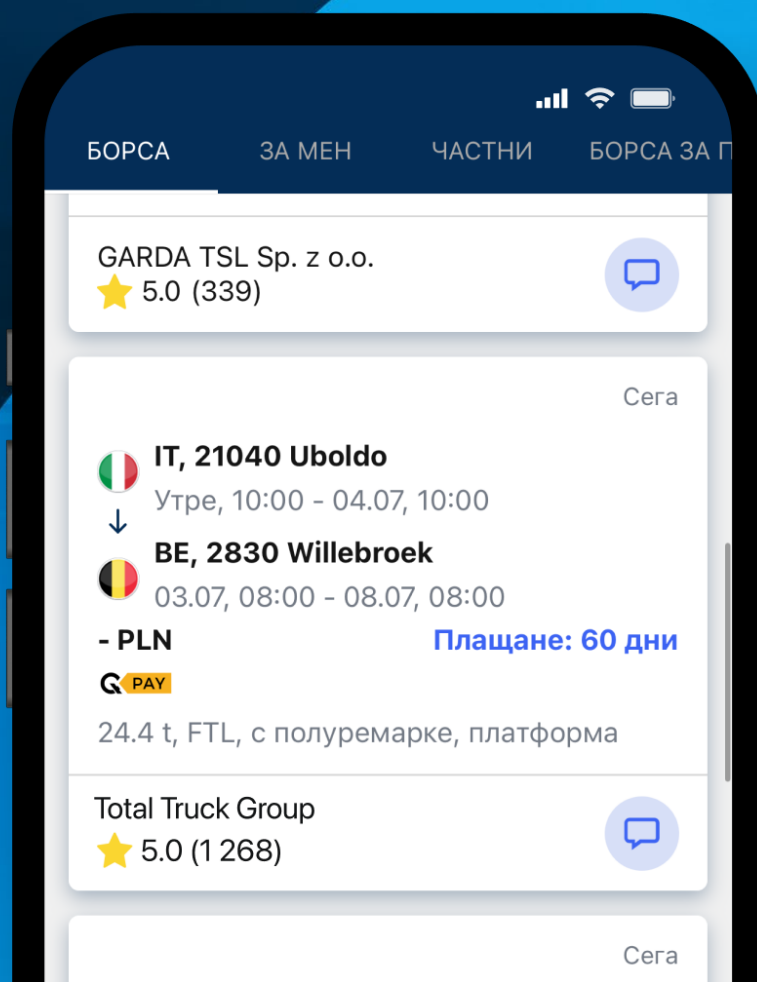 БОРСА ЗА МЕН ЧАСТНИ БОРСА ЗА П
GARDA TSL Sp. z o.o.
5.0 (339)
Сега
IT, 21040 Uboldo
Утре, 10:00 - 04.07, 10:00
BE, 2830 Willebroek
03.07, 08:00 - 08.07, 08:00
- PLN Плащане: 60 дни
PAY
24.4 t, FTL, с полуремарке, платформа
Total Truck Group
5.0 (1 268)
Сега